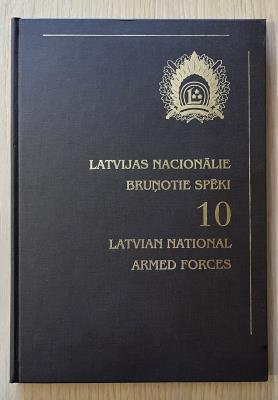 LATVIJAS NACIONĀLIE
BRUŅOTIE SPĒKI
10
LATVIAN NATIONAL
ARMED FORCES